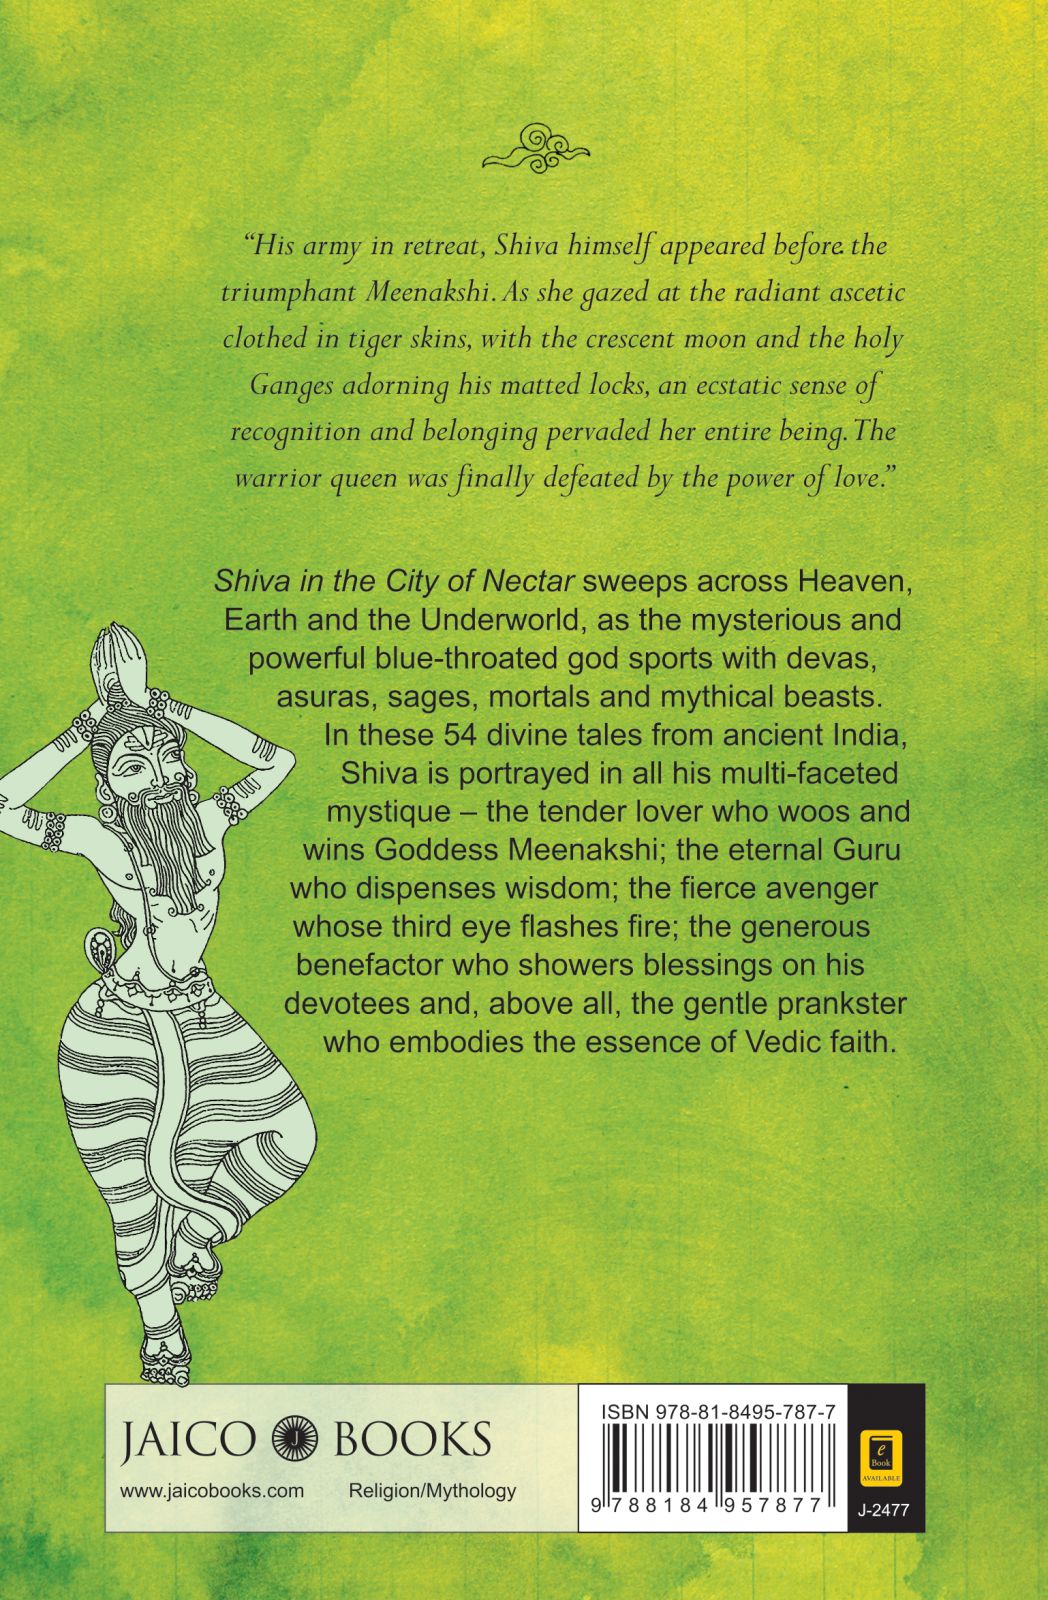 “His army in retreat, Shiva himself appeared before the
triumphant Meenakshi. As she gazed at the radiant ascetic
clothed in tiger skins, with the crescent moon and the holy
Ganges adorning his matted locks, an ecstatic sense of
recognition and belonging pervaded her entire being. The
warrior queen was finally defeated by the power of love.”
Shiva in the City of Nectar sweeps across Heaven,
Earth and the Underworld, as the mysterious and
powerful blue-throated god sports with devas,
asuras, sages, mortals and mythical beasts.
In these 54 divine tales from ancient India,
Shiva is portrayed in all his multi-faceted
mystique – the tender lover who woos and
wins Goddess Meenakshi; the eternal Guru
who dispenses wisdom; the fierce avenger
whose third eye flashes fire; the generous
benefactor who showers blessings on his
devotees and, above all, the gentle prankster
who embodies the essence of Vedic faith.
JAICO J BOOKS
www.jaicobooks.com Religion/Mythology
ISBN 978-81-8495-787-7
9 788184 957877
e
Book
AVAILABLE
J-2477